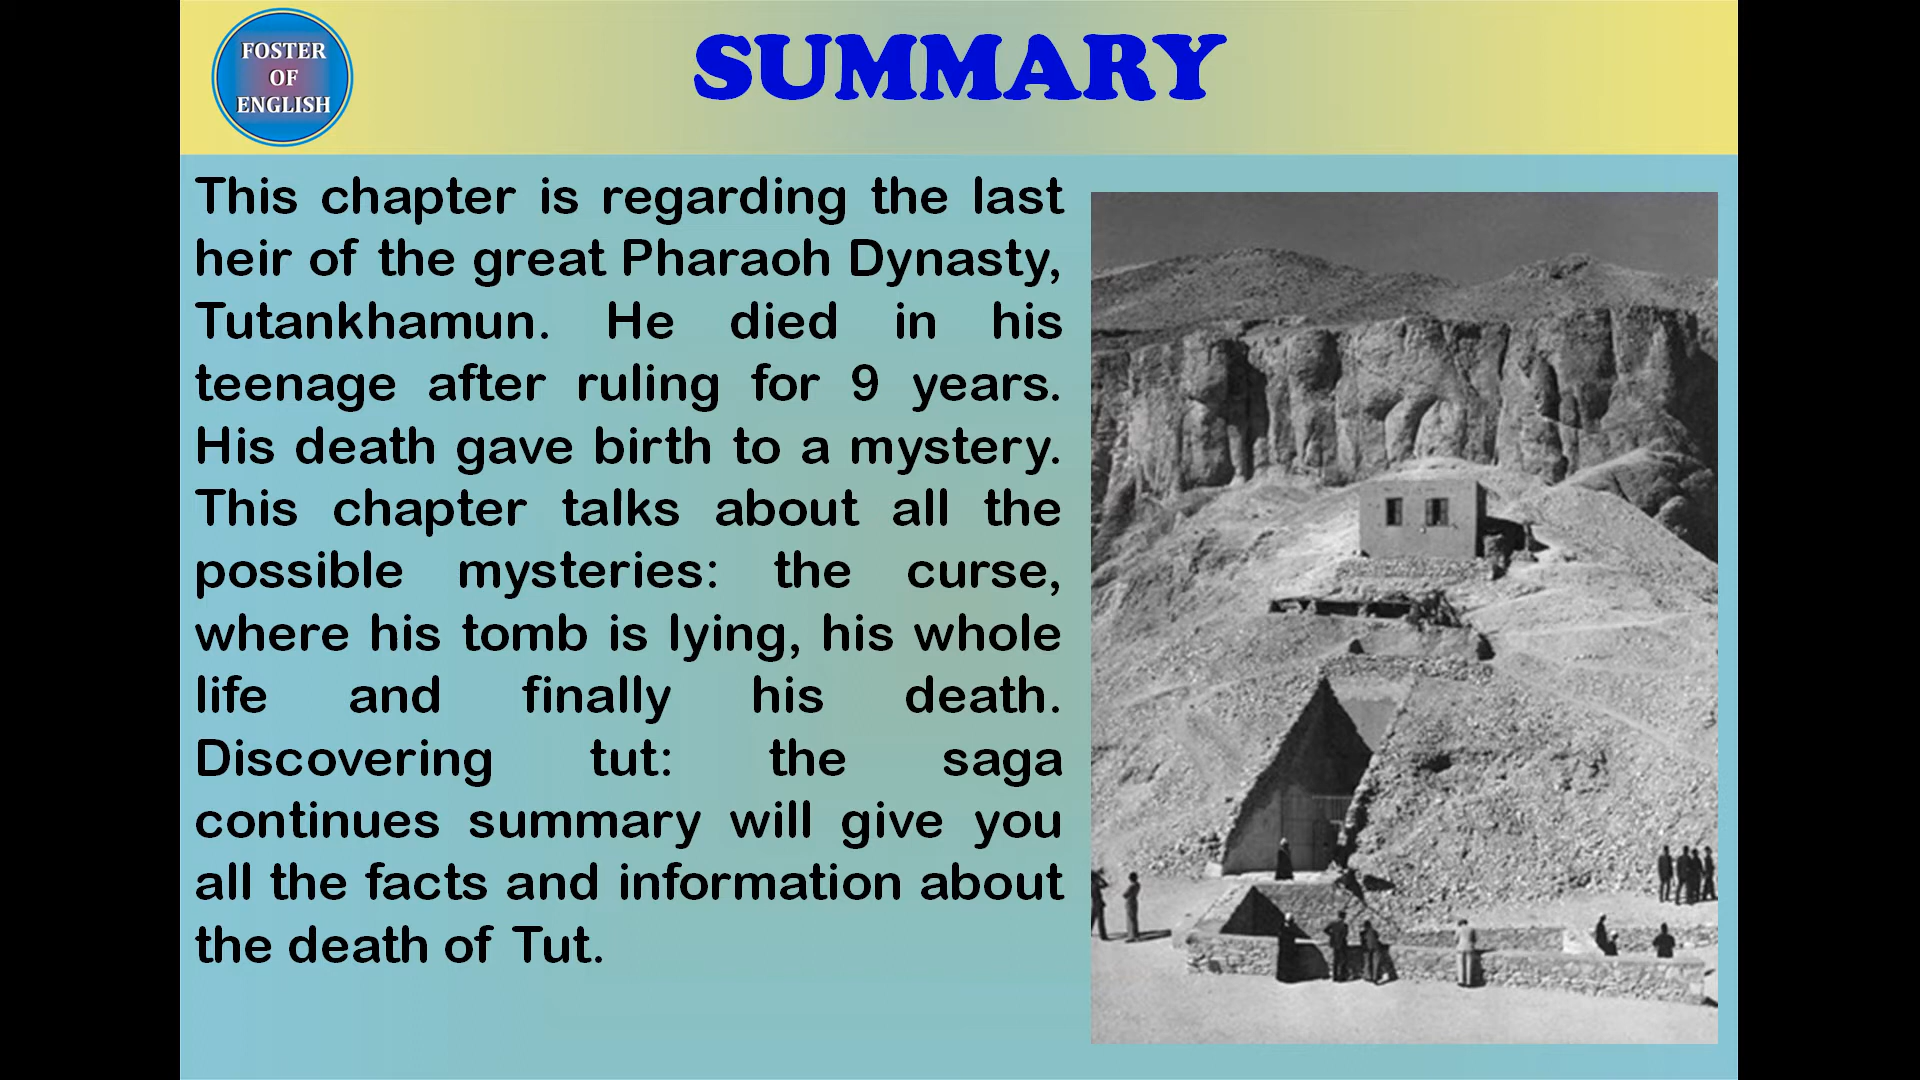 FOSTER
OF
ENGLISH
SUMMARY
This chapter is regarding the last
heir of the great Pharaoh Dynasty,
Tutankhamun. He died in his
teenage after ruling for 9 years.
His death gave birth to a mystery.
This chapter talks about all the
possible mysteries: the curse,
where his tomb is lying, his whole
life and finally his death.
Discovering tut: the saga
continues summary will give you
all the facts and information about
the death of Tut.